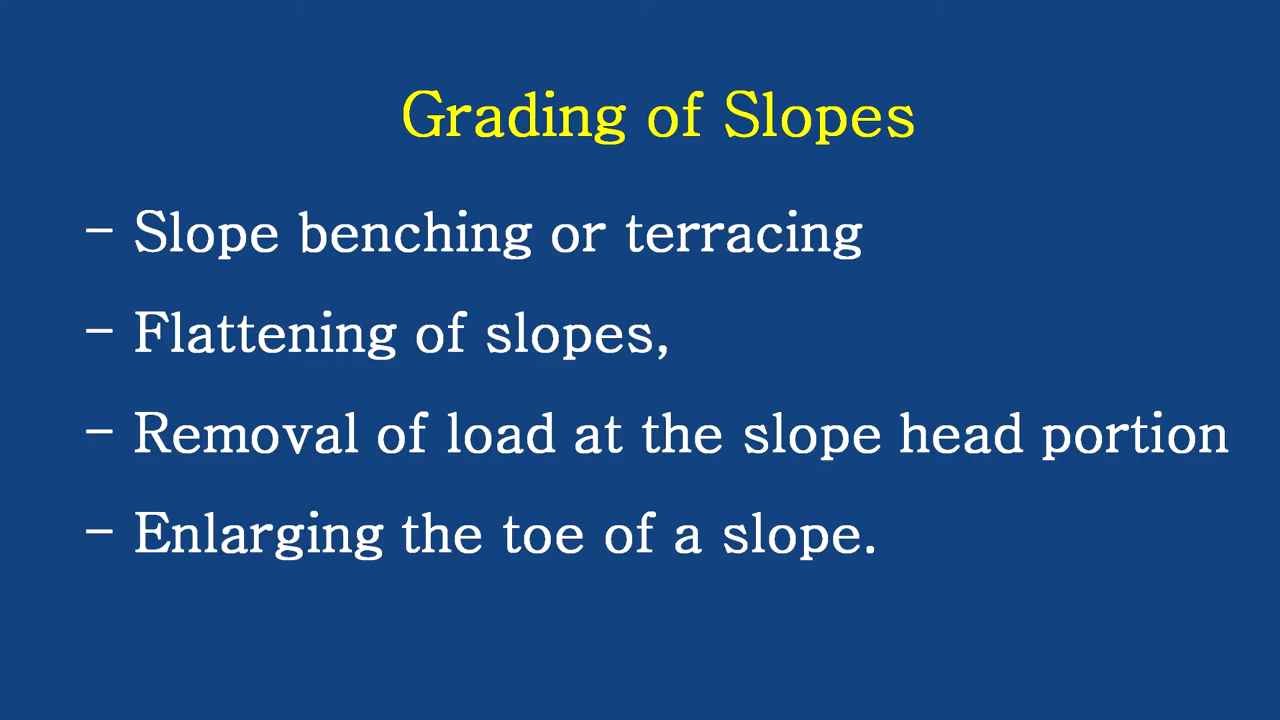 Grading of Slopes
- Slope benching or terracing
- Flattening of slopes,
- Removal of load at the slope head portion
- Enlarging the toe of a slope.